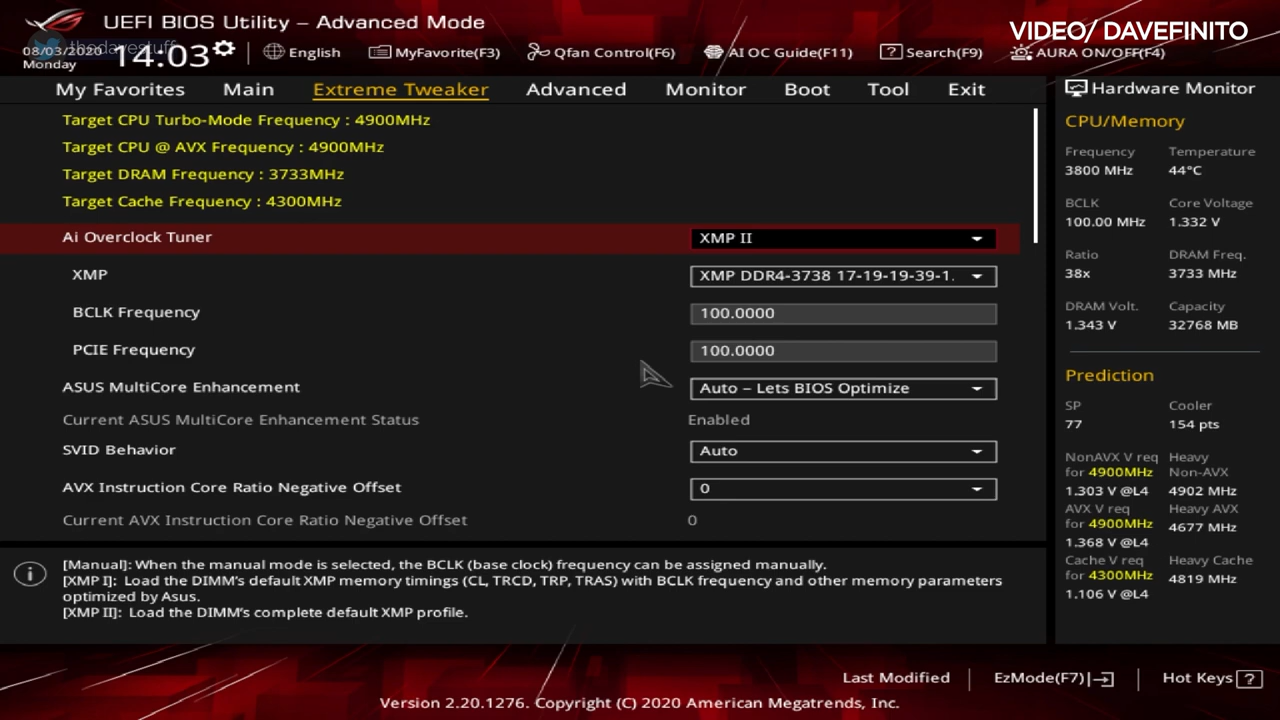 UEFI BIOS Utility – Advanced Mode
VIDEO/ DAVEFINITO
08/03/2020
Monday
thedavestuff
14:03
English
MyFavorite(F3)
Qfan Control(F6)
AI OC Guide(F11)
Search(F9)
AURA ON/OFF(F4)
My Favorites
Main
Extreme Tweaker
Advanced
Monitor
Boot
Tool
Exit
Target CPU Turbo-Mode Frequency : 4900MHz
Target CPU @ AVX Frequency : 4900MHz
Target DRAM Frequency : 3733MHz
Target Cache Frequency : 4300MHz
Ai Overclock Tuner
XMP II
XMP
XMP DDR4-3738 17-19-19-39-1.
BCLK Frequency
100.0000
PCIE Frequency
100.0000
ASUS MultiCore Enhancement
Auto – Lets BIOS Optimize
Current ASUS MultiCore Enhancement Status
Enabled
SVID Behavior
Auto
AVX Instruction Core Ratio Negative Offset
0
Current AVX Instruction Core Ratio Negative Offset
0
[Manual]: When the manual mode is selected, the BCLK (base clock) frequency can be assigned manually.
[XMP I]:  Load the DIMM's default XMP memory timings (CL, TRCD, TRP, TRAS) with BCLK frequency and other memory parameters
optimized by Asus.
[XMP II]:  Load the DIMM's complete default XMP profile.
Hardware Monitor
CPU/Memory
Frequency Temperature
3800 MHz 44°C
BCLK Core Voltage
100.00 MHz 1.332 V
Ratio DRAM Freq.
38x 3733 MHz
DRAM Volt. Capacity
1.343 V 32768 MB
Prediction
SP Cooler
77 154 pts
NonAVX V req Heavy
for 4900MHz Non-AVX
1.303 V @L4 4902 MHz
AVX V req Heavy AVX
for 4900MHz 4677 MHz
1.368 V @L4
Cache V req Heavy Cache
for 4300MHz 4819 MHz
1.106 V @L4
Last Modified
EzMode(F7)
Hot Keys ?
Version 2.20.1276. Copyright (C) 2020 American Megatrends, Inc.